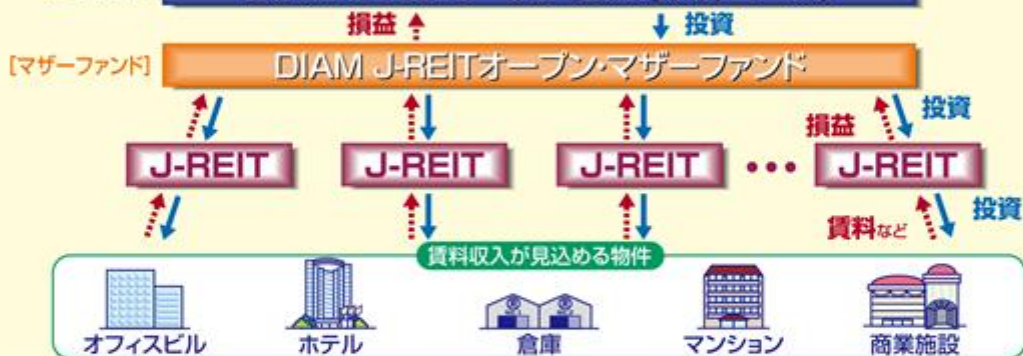 損益 投資
[マザーファンド] DIAM J-REITオープン・マザーファンド
投資
損益
J-REIT J-REIT J-REIT ••• J-REIT
投資
賃料など
賃料収入が見込める物件
オフィスビル ホテル 倉庫 マンション 商業施設